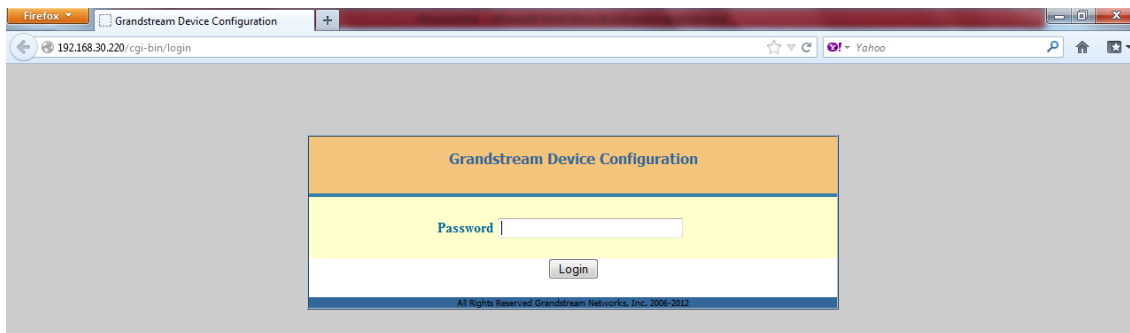 Firefox
Grandstream Device Configuration
192.168.30.220/cgi-bin/login
Yahoo
Grandstream Device Configuration
Password
Login
All Rights Reserved Grandstream Networks, Inc. 2006-2012